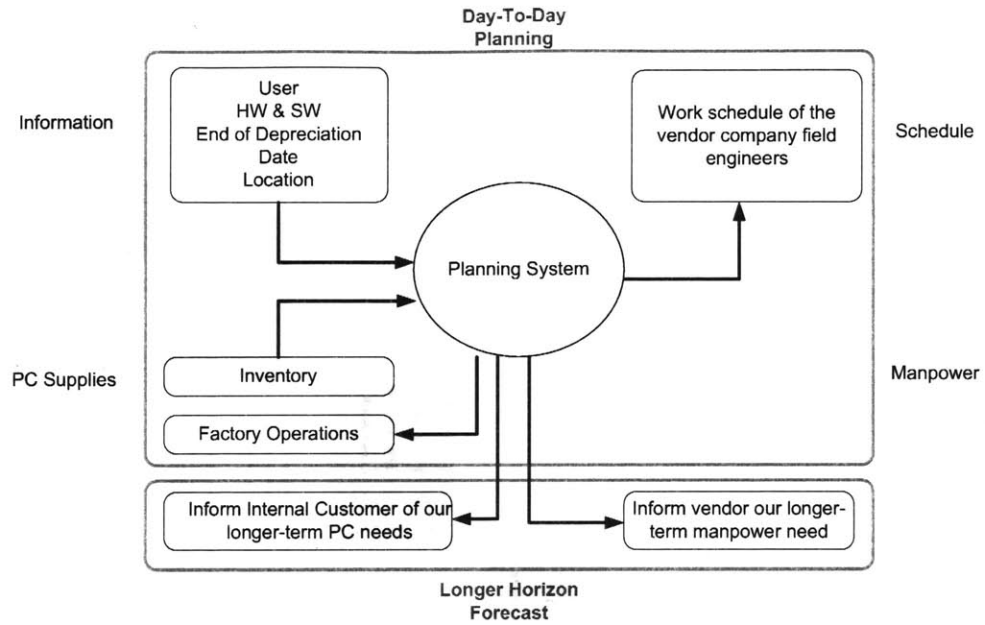 Day-To-Day
Planning
Information
User
HW & SW
End of Depreciation
Date
Location
Work schedule of the
vendor company field
engineers
Schedule
Planning System
PC Supplies
Inventory
Manpower
Factory Operations
Inform Internal Customer of our
longer-term PC needs
Inform vendor our longer-
term manpower need
Longer Horizon
Forecast